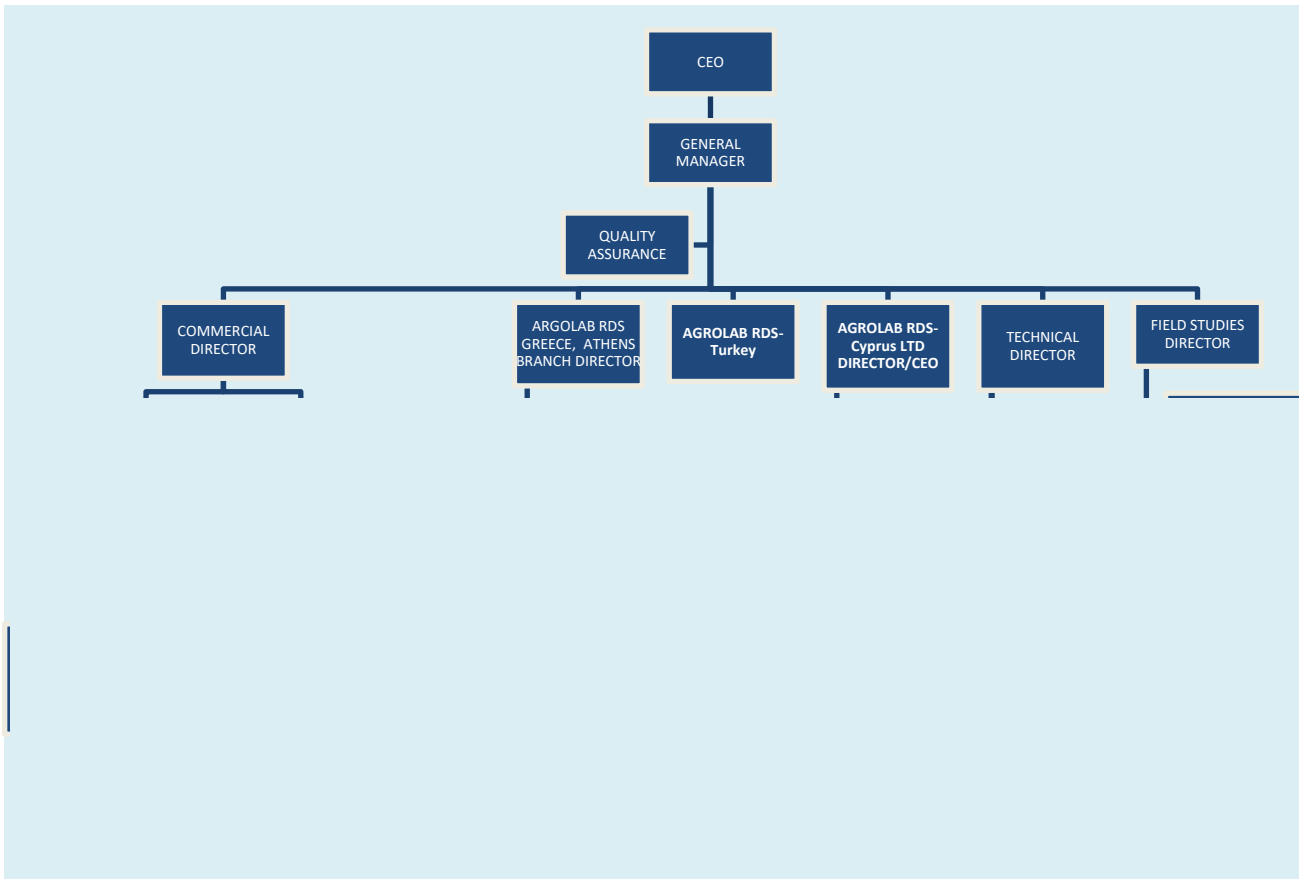 CEO
GENERAL
MANAGER
QUALITY
ASSURANCE
COMMERCIAL
DIRECTOR
ARGOLAB RDS
GREECE, ATHENS
BRANCH DIRECTOR
AGROLAB RDS-
Turkey
AGROLAB RDS-
Cyprus LTD
DIRECTOR/CEO
TECHNICAL
DIRECTOR
FIELD STUDIES
DIRECTOR